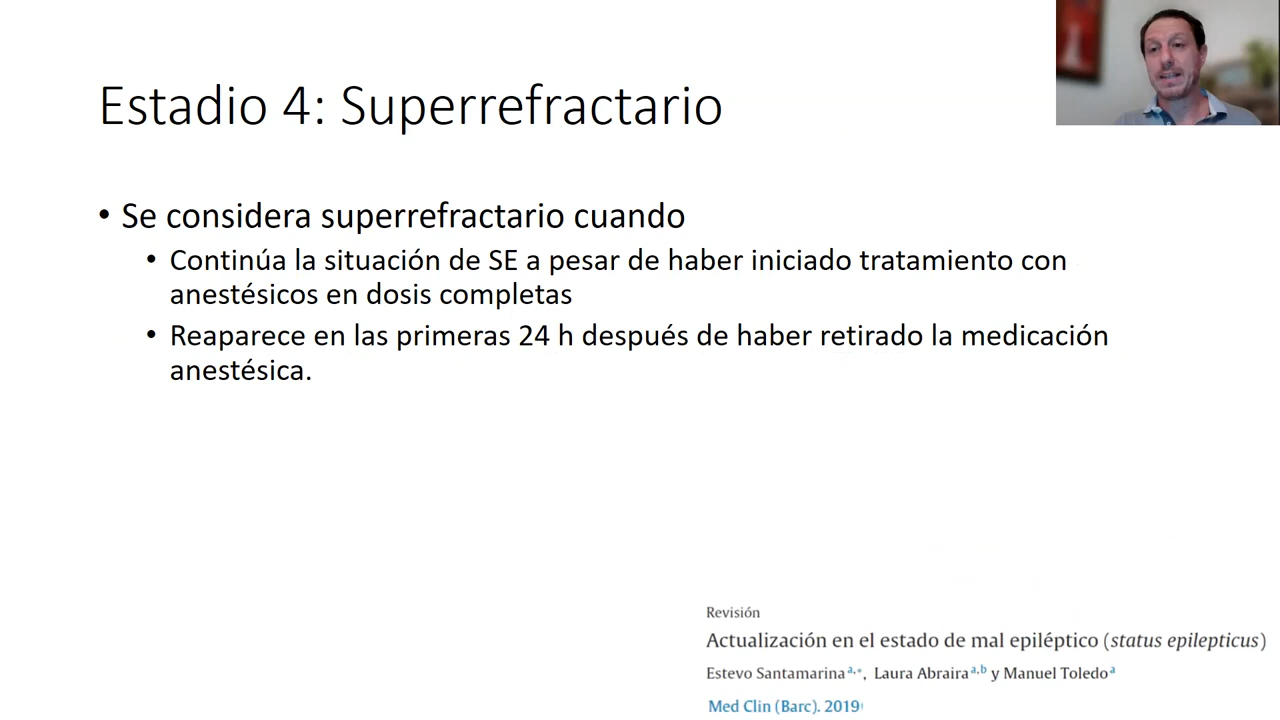 Estadio 4: Superrefractario
• Se considera superrefractario cuando
• Continúa la situación de SE a pesar de haber iniciado tratamiento con
anestésicos en dosis completas
• Reaparece en las primeras 24 h después de haber retirado la medicación
anestésica.
Revisión
Actualización en el estado de mal epiléptico (status epilepticus)
Estevo Santamarina a,*, Laura Abraira a,b y Manuel Toledo a
Med Clin (Barc). 2019